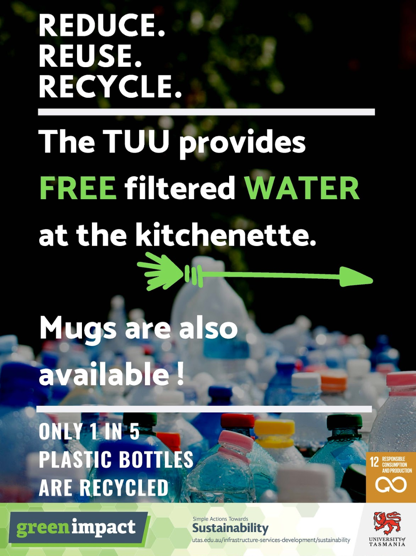 REDUCE.
REUSE.
RECYCLE.
The TUU provides
FREE filtered WATER
at the kitchenette.
Mugs are also
available !
ONLY 1 IN 5
PLASTIC BOTTLES
ARE RECYCLED
12 RESPONSIBLE
CONSUMPTION
AND PRODUCTION
greenimpact
Simple Actions Towards
Sustainability
utas.edu.au/infrastructure-services-development/sustainability
UNIVERSITY of
TASMANIA